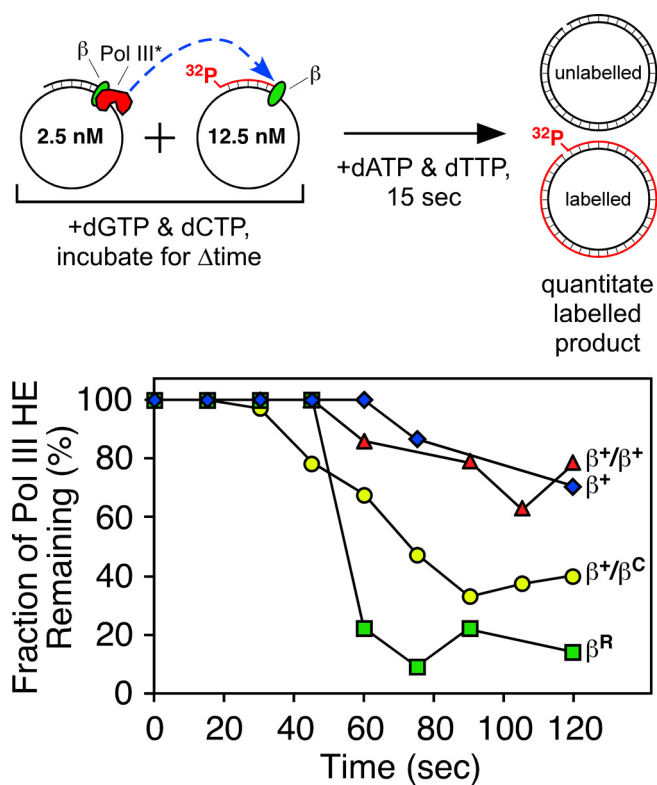 β Pol III*
2.5 nM
+
³²P
β
12.5 nM
+dGTP & dCTP,
incubate for Δtime
+dATP & dTTP,
15 sec
unlabelled
³²P
labelled
quantitate
labelled
product
Fraction of Pol III HE
Remaining (%)
100
80
60
40
20
0
β⁺/β⁺
β⁺
β⁺/βᶜ
βᴿ
0 20 40 60 80 100 120
Time (sec)